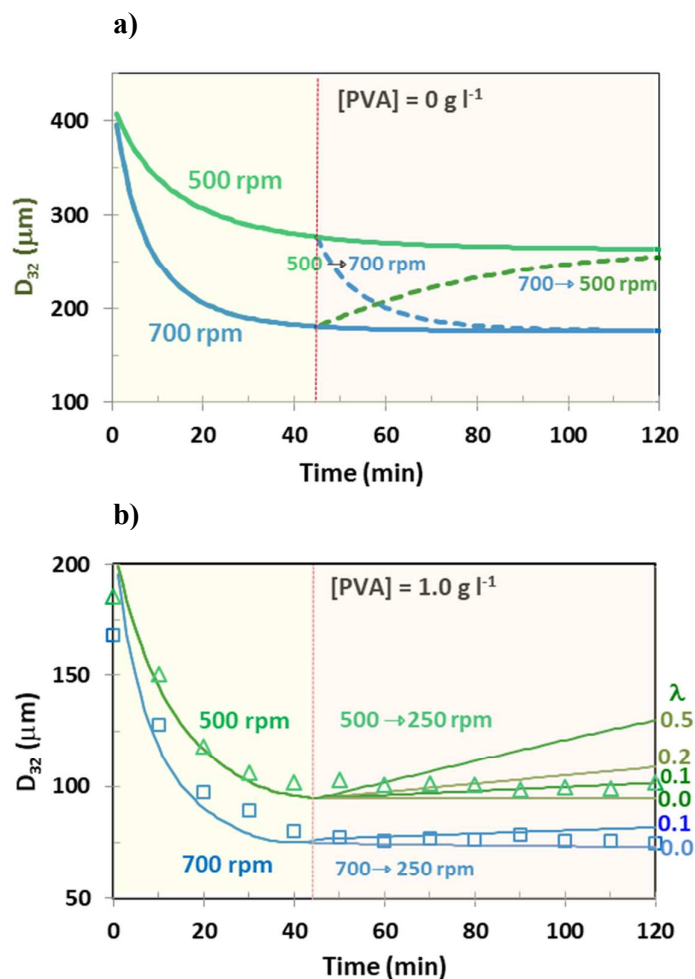 a)
[PVA] = 0 g l⁻¹
400
500 rpm
300
D₃₂ (μm)
500 → 700 rpm
700 → 500 rpm
200
700 rpm
100
0 20 40 60 80 100 120
Time (min)
b)
200
[PVA] = 1.0 g l⁻¹
λ
150
500 rpm
500 → 250 rpm
0.5
D₃₂ (μm)
0.2
100
0.1
0.0
0.1
700 rpm
700 → 250 rpm
0.0
50
0 20 40 60 80 100 120
Time (min)